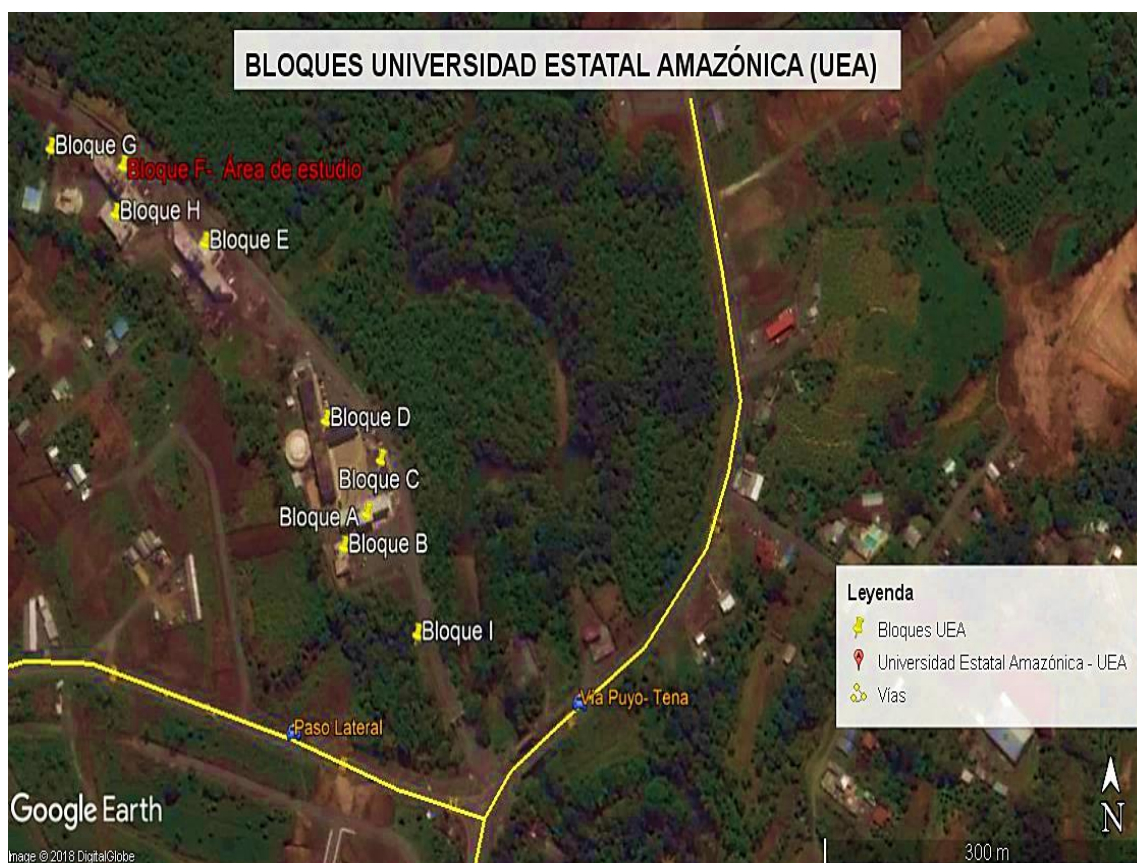 BLOQUES UNIVERSIDAD ESTATAL AMAZÓNICA (UEA)
Bloque G
Bloque F- Área de estudio
Bloque H
Bloque E
Bloque D
Bloque C
Bloque A
Bloque B
Bloque I
Vía Puyo- Tena
Paso Lateral
Leyenda
Bloques UEA
Universidad Estatal Amazónica - UEA
Vías
Google Earth
N
Image © 2018 DigitalGlobe
300 m